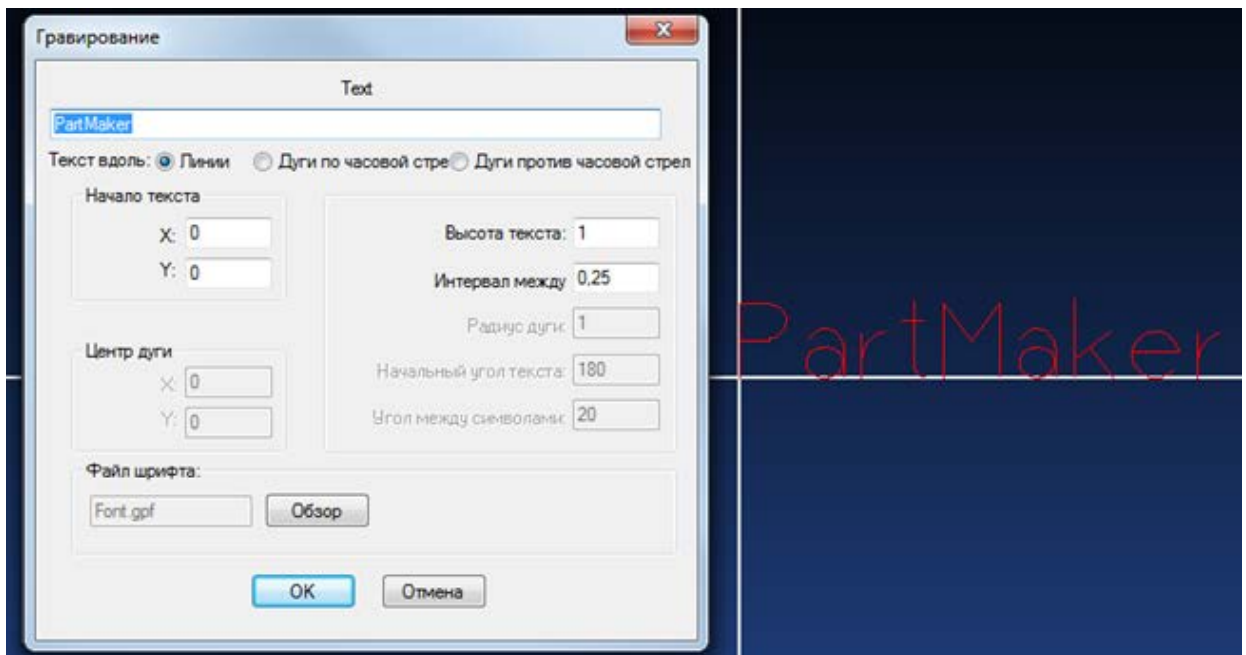 Гравирование
Text
PartMaker
Текст вдоль: Линии Дуги по часовой стре Дуги против часовой стрел
Начало текста
X: 0
Y: 0
Высота текста: 1
Интервал между 0,25
Радиус дуги: 1
Начальный угол текста: 180
Угол между символами: 20
Центр дуги
X: 0
Y: 0
Файл шрифта:
Font.gpf Обзор
OK Отмена
PartMaker